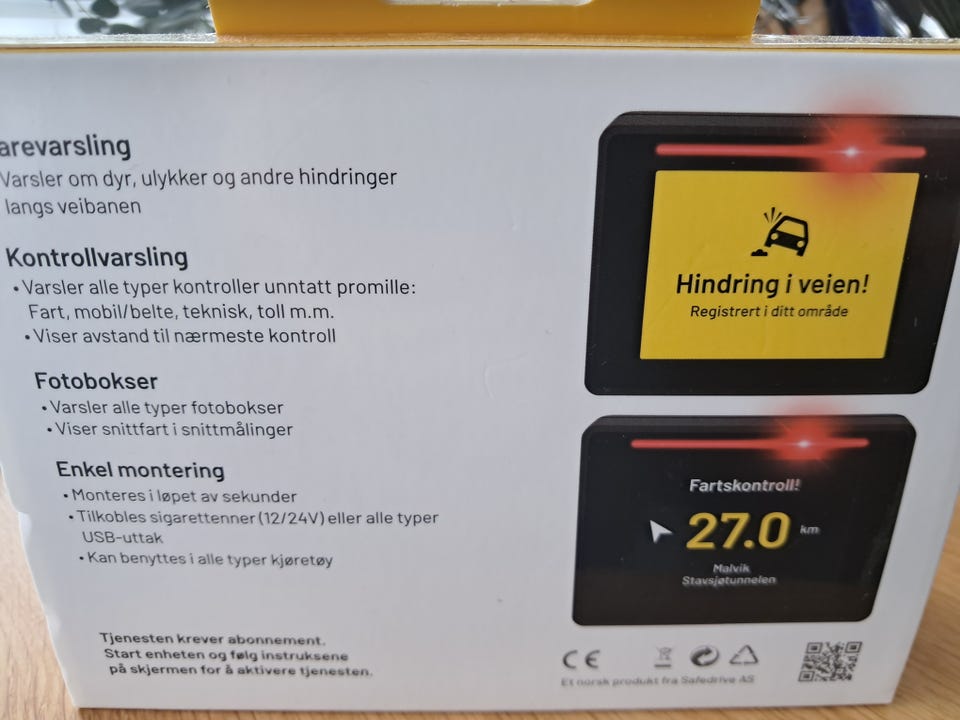 arevarsling
Varsler om dyr, ulykker og andre hindringer
langs veibanen
Kontrollvarsling
• Varsler alle typer kontroller unntatt promille:
Fart, mobil/belte, teknisk, toll m.m.
• Viser avstand til nærmeste kontroll
Fotobokser
• Varsler alle typer fotobokser
• Viser snittfart i snittmålinger
Enkel montering
• Monteres i løpet av sekunder
• Tilkobles sigarettenner (12/24V) eller alle typer
USB-uttak
• Kan benyttes i alle typer kjøretøy
Tjenesten krever abonnement.
Start enheten og følg instruksene
på skjermen for å aktivere tjenesten.
Hindring i veien!
Registrert i ditt område
Fartskontroll!
27.0 km
Malvik
Stavsjøtunnelen
CE
Et norsk produkt fra Safedrive AS